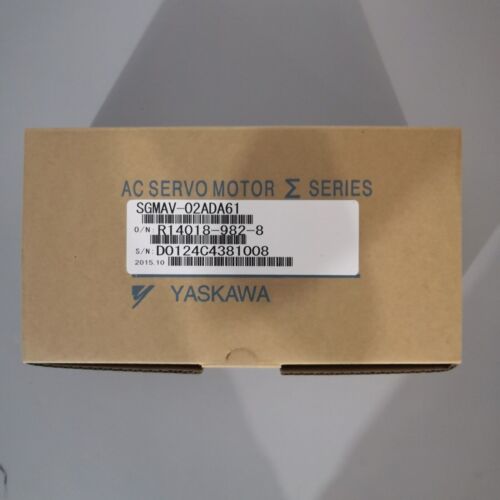 AC SERVO MOTOR Σ SERIES
SGMAV-02ADA61
O/N: R14018-982-8
S/N: D0124C4381008
2015.10
YASKAWA